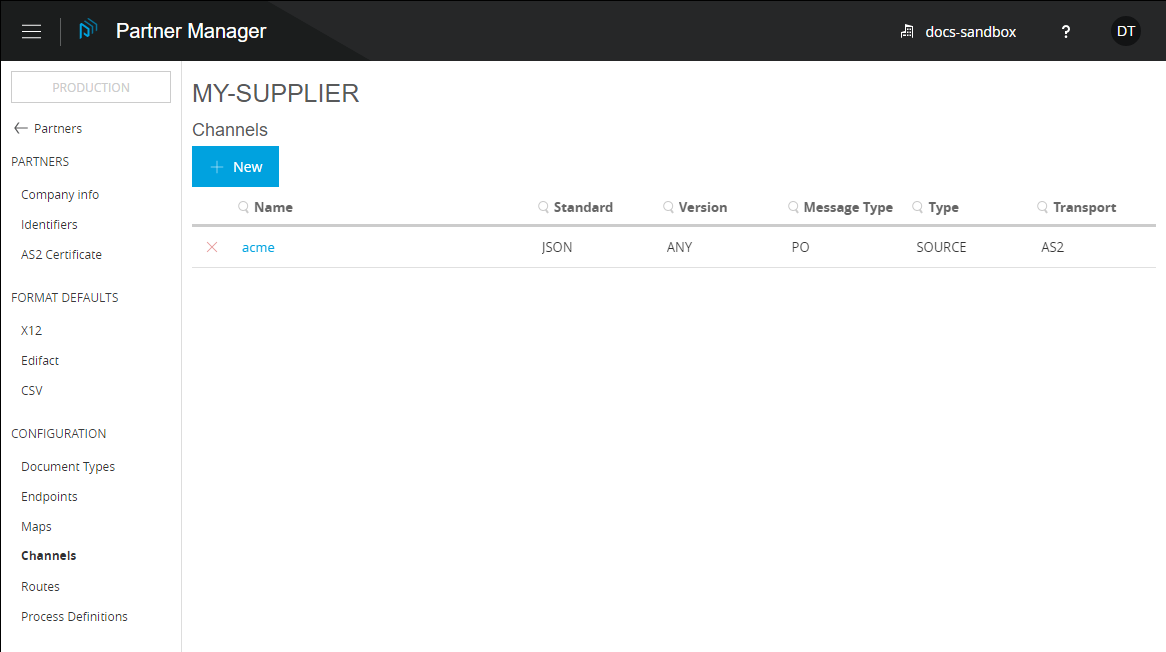 Partner Manager
docs-sandbox
?
DT
PRODUCTION
Partners
PARTNERS
Company info
Identifiers
AS2 Certificate
FORMAT DEFAULTS
X12
Edifact
CSV
CONFIGURATION
Document Types
Endpoints
Maps
Channels
Routes
Process Definitions
MY-SUPPLIER
Channels
New
Name Standard Version Message Type Type Transport
acme JSON ANY PO SOURCE AS2